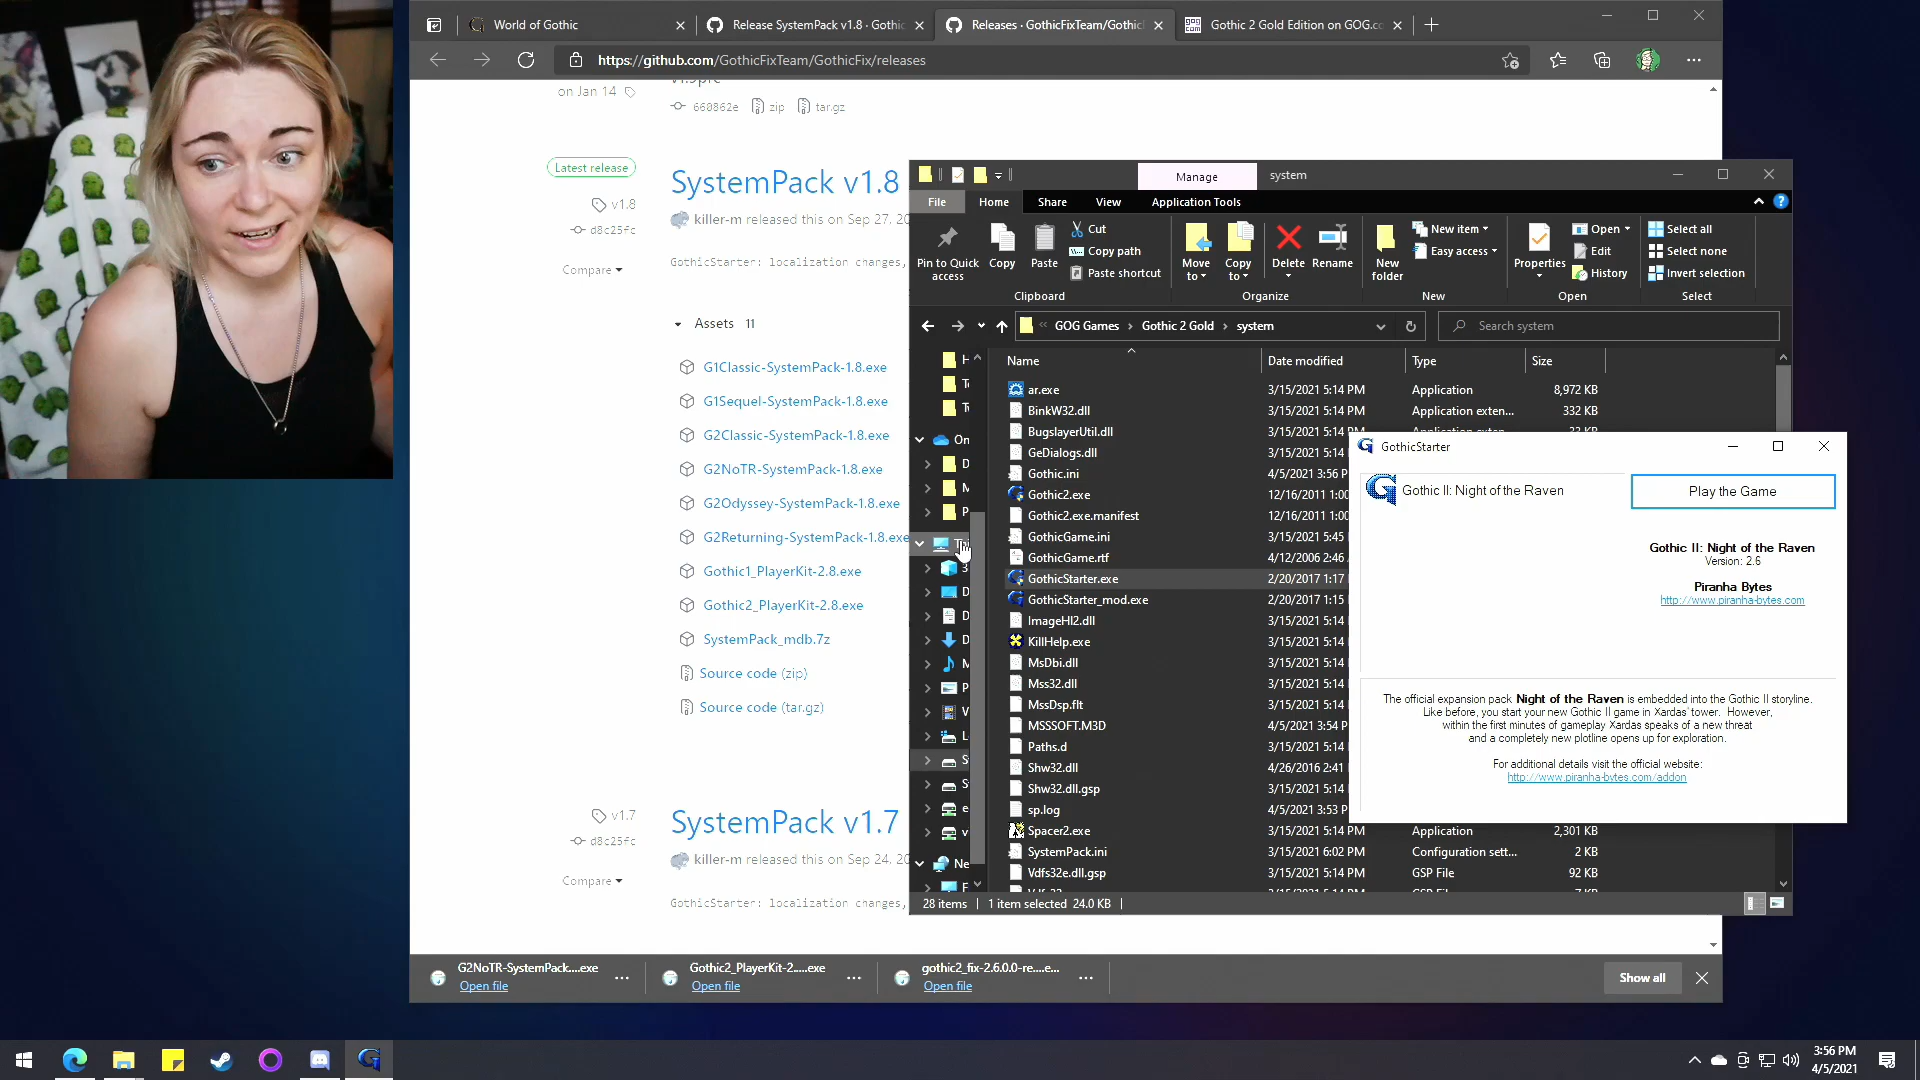 World of Gothic
Release SystemPack v1.8 · Gothic
Releases · GothicFixTeam/Gothic
Gothic 2 Gold Edition on GOG.co
https://github.com/GothicFixTeam/GothicFix/releases
on Jan 14
660862e
zip
tar.gz
Latest release
v1.8
d8c25fc
Compare
SystemPack v1.8
killer-m released this on Sep 27, 20
GothicStarter: localization changes,
Assets 11
G1Classic-SystemPack-1.8.exe
G1Sequel-SystemPack-1.8.exe
G2Classic-SystemPack-1.8.exe
G2NoTR-SystemPack-1.8.exe
G2Odyssey-SystemPack-1.8.exe
G2Returning-SystemPack-1.8.exe
Gothic1_PlayerKit-2.8.exe
Gothic2_PlayerKit-2.8.exe
SystemPack_mdb.7z
Source code (zip)
Source code (tar.gz)
v1.7
d8c25fc
Compare
SystemPack v1.7
killer-m released this on Sep 24, 20
GothicStarter: localization changes,
G2NoTR-SystemPack....exe
Open file
Gothic2_PlayerKit-2.....exe
Open file
gothic2_fix-2.6.0.0-re....e...
Open file
Show all
Manage
system
File
Home
Share
View
Application Tools
Pin to Quick access
Copy
Paste
Cut
Copy path
Paste shortcut
Clipboard
Move to
Copy to
Delete
Rename
Organize
New folder
New item
Easy access
New
Properties
Open
Edit
History
Open
Select all
Select none
Invert selection
Select
GOG Games
Gothic 2 Gold
system
Search system
Name
Date modified
Type
Size
ar.exe 3/15/2021 5:14 PM Application 8,972 KB
BinkW32.dll 3/15/2021 5:14 PM Application exten... 332 KB
BugslayerUtil.dll 3/15/2021 5:14 PM Application exten... 33 KB
GeDialogs.dll 3/15/2021 5:14
Gothic.ini 4/5/2021 3:56 P
Gothic2.exe 12/16/2011 1:00
Gothic2.exe.manifest 12/16/2011 1:00
GothicGame.ini 3/15/2021 5:45
GothicGame.rtf 4/12/2006 2:46
GothicStarter.exe 2/20/2017 1:17
GothicStarter_mod.exe 2/20/2017 1:15
ImageHl2.dll 3/15/2021 5:14
KillHelp.exe 3/15/2021 5:14
MsDbi.dll 3/15/2021 5:14
Mss32.dll 3/15/2021 5:14
MssDsp.flt 3/15/2021 5:14
MSSSOFT.M3D 4/5/2021 3:54 P
Paths.d 3/15/2021 5:14
Shw32.dll 4/26/2016 2:41
Shw32.dll.gsp 3/15/2021 5:14
sp.log 4/5/2021 3:53 P
Spacer2.exe 3/15/2021 5:14 PM Application 2,301 KB
SystemPack.ini 3/15/2021 6:02 PM Configuration sett... 2 KB
Vdfs32e.dll.gsp 3/15/2021 5:14 PM GSP File 92 KB
28 items
1 item selected 24.0 KB
GothicStarter
Gothic II: Night of the Raven
Play the Game
Gothic II: Night of the Raven
Version: 2.6
Piranha Bytes
http://www.piranha-bytes.com
The official expansion pack Night of the Raven is embedded into the Gothic II storyline.
Like before, you start your new Gothic II game in Xardas' tower. However,
within the first minutes of gameplay Xardas speaks of a new threat
and a completely new plotline opens up for exploration.
For additional details visit the official website:
http://www.piranha-bytes.com/addon
3:56 PM
4/5/2021